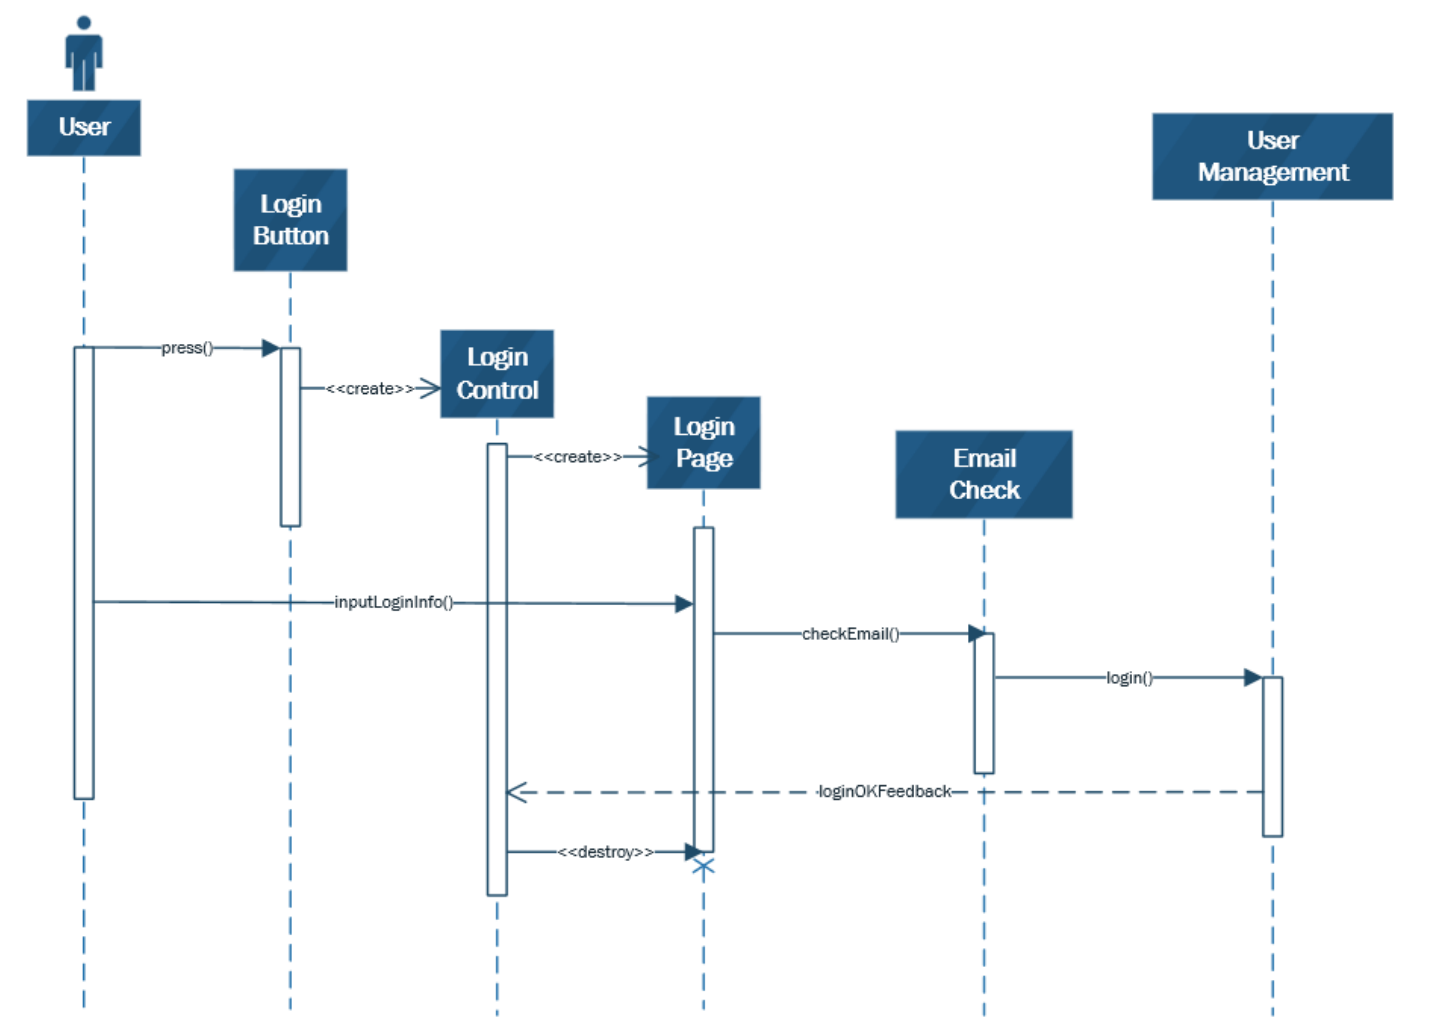 User
User
Management
Login
Button
press()
Login
Control
<<create>>
Login
Page
<<create>>
Email
Check
inputLoginInfo()
checkEmail()
login()
loginOKFeedback
<<destroy>>